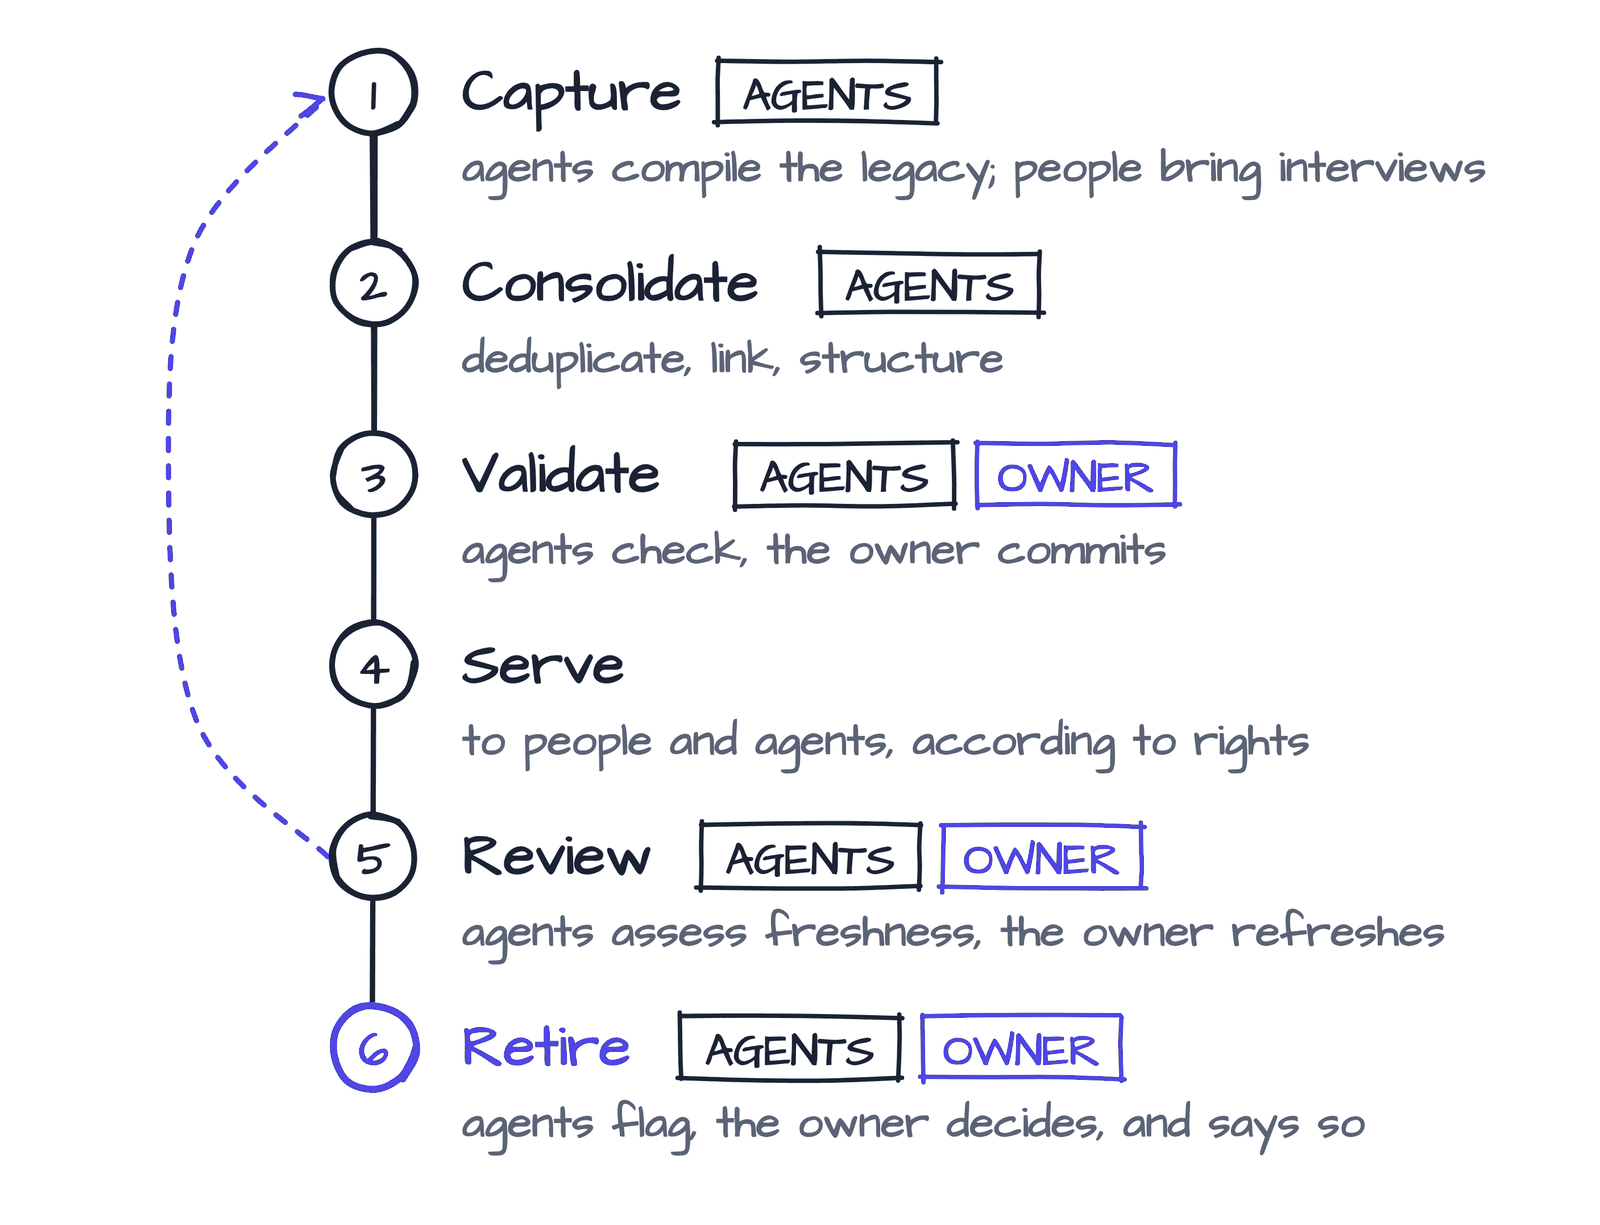 1 Capture AGENTS
agents compile the legacy; people bring interviews
2 Consolidate AGENTS
deduplicate, link, structure
3 Validate AGENTS OWNER
agents check, the owner commits
4 Serve
to people and agents, according to rights
5 Review AGENTS OWNER
agents assess freshness, the owner refreshes
6 Retire AGENTS OWNER
agents flag, the owner decides, and says so